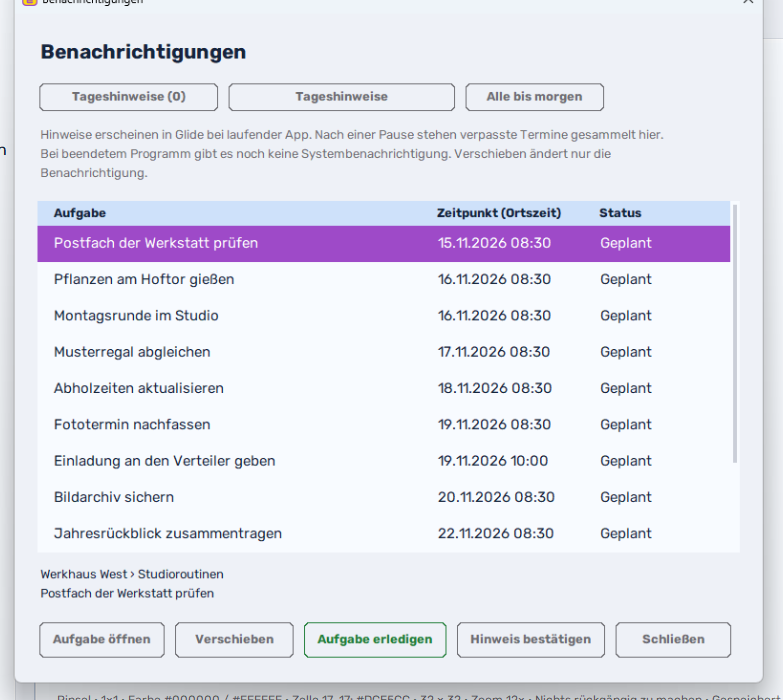 Benachrichtigungen
Benachrichtigungen
Tageshinweise (0) Tageshinweise Alle bis morgen
Hinweise erscheinen in Glide bei laufender App. Nach einer Pause stehen verpasste Termine gesammelt hier.
Bei beendetem Programm gibt es noch keine Systembenachrichtigung. Verschieben ändert nur die
Benachrichtigung.
Aufgabe Zeitpunkt (Ortszeit) Status
Postfach der Werkstatt prüfen 15.11.2026 08:30 Geplant
Pflanzen am Hoftor gießen 16.11.2026 08:30 Geplant
Montagsrunde im Studio 16.11.2026 08:30 Geplant
Musterregal abgleichen 17.11.2026 08:30 Geplant
Abholzeiten aktualisieren 18.11.2026 08:30 Geplant
Fototermin nachfassen 19.11.2026 08:30 Geplant
Einladung an den Verteiler geben 19.11.2026 10:00 Geplant
Bildarchiv sichern 20.11.2026 08:30 Geplant
Jahresrückblick zusammentragen 22.11.2026 08:30 Geplant
Werkhaus West › Studioroutinen
Postfach der Werkstatt prüfen
Aufgabe öffnen Verschieben Aufgabe erledigen Hinweis bestätigen Schließen